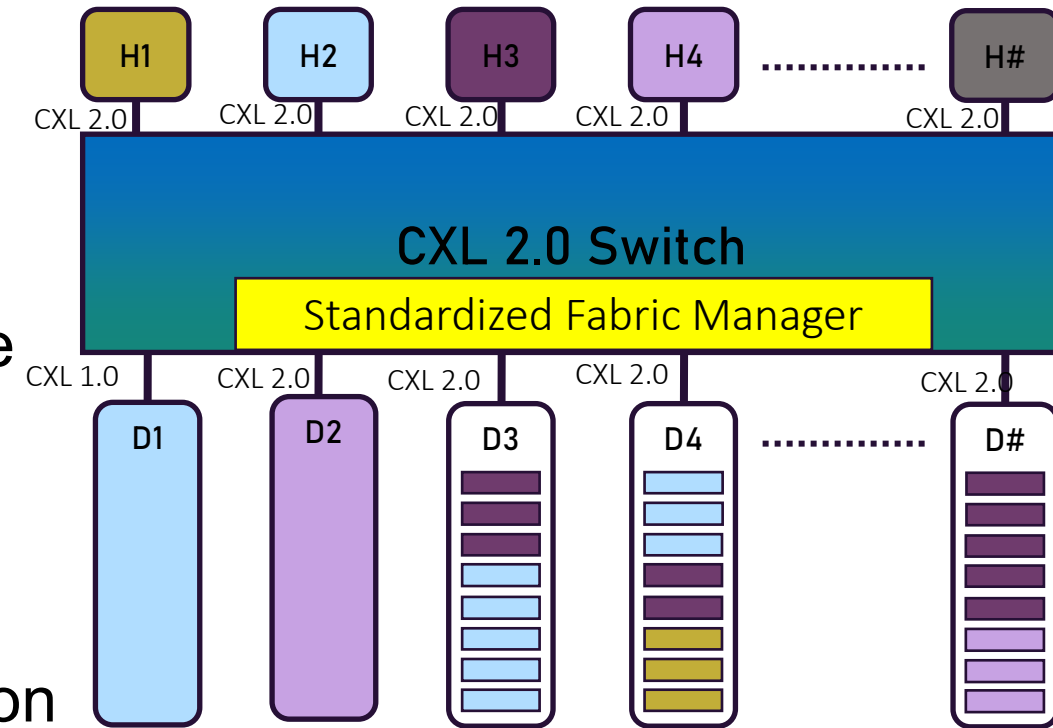 H1 H2 H3 H4 H#
CXL 2.0 CXL 2.0 CXL 2.0 CXL 2.0 CXL 2.0
CXL 2.0 Switch
Standardized Fabric Manager
CXL 1.0 CXL 2.0 CXL 2.0 CXL 2.0 CXL 2.0
D1 D2 D3 D4 D#
on